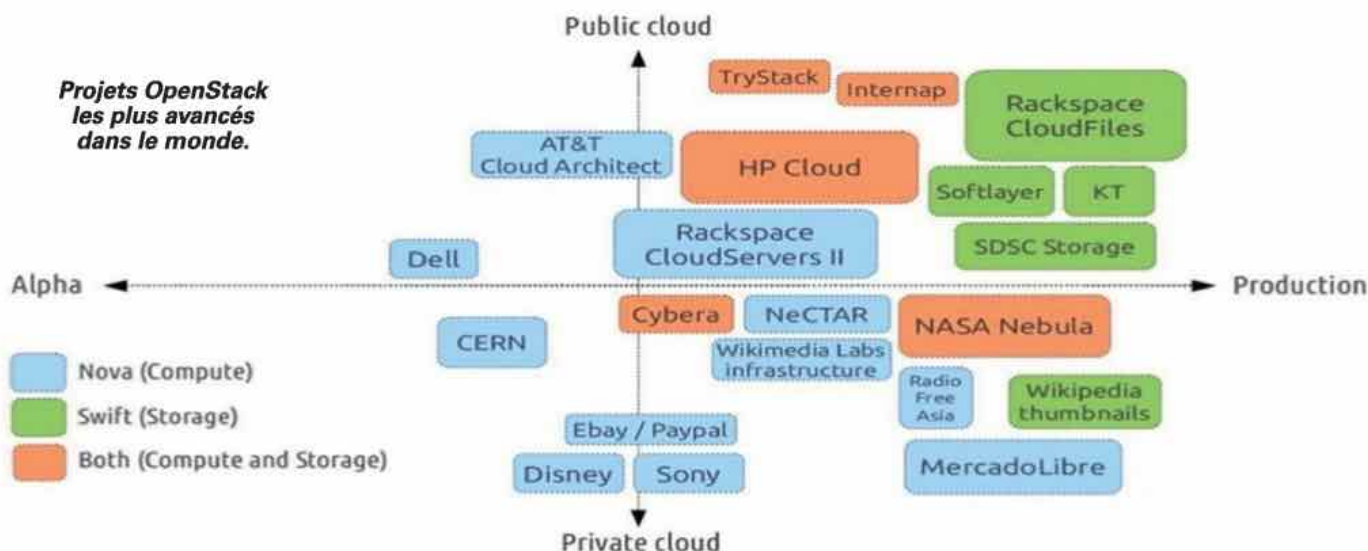 Public cloud
Projets OpenStack
les plus avancés
dans le monde.
TryStack
Internap
Rackspace
CloudFiles
AT&T
Cloud Architect
HP Cloud
Softlayer
KT
Rackspace
CloudServers II
SDSC Storage
Dell
Alpha
Production
Cybera
NeCTAR
NASA Nebula
CERN
Wikimedia Labs
infrastructure
Nova (Compute)
Swift (Storage)
Both (Compute and Storage)
Radio
Free
Asia
Wikipedia
thumbnails
Ebay / Paypal
Disney
Sony
MercadoLibre
Private cloud